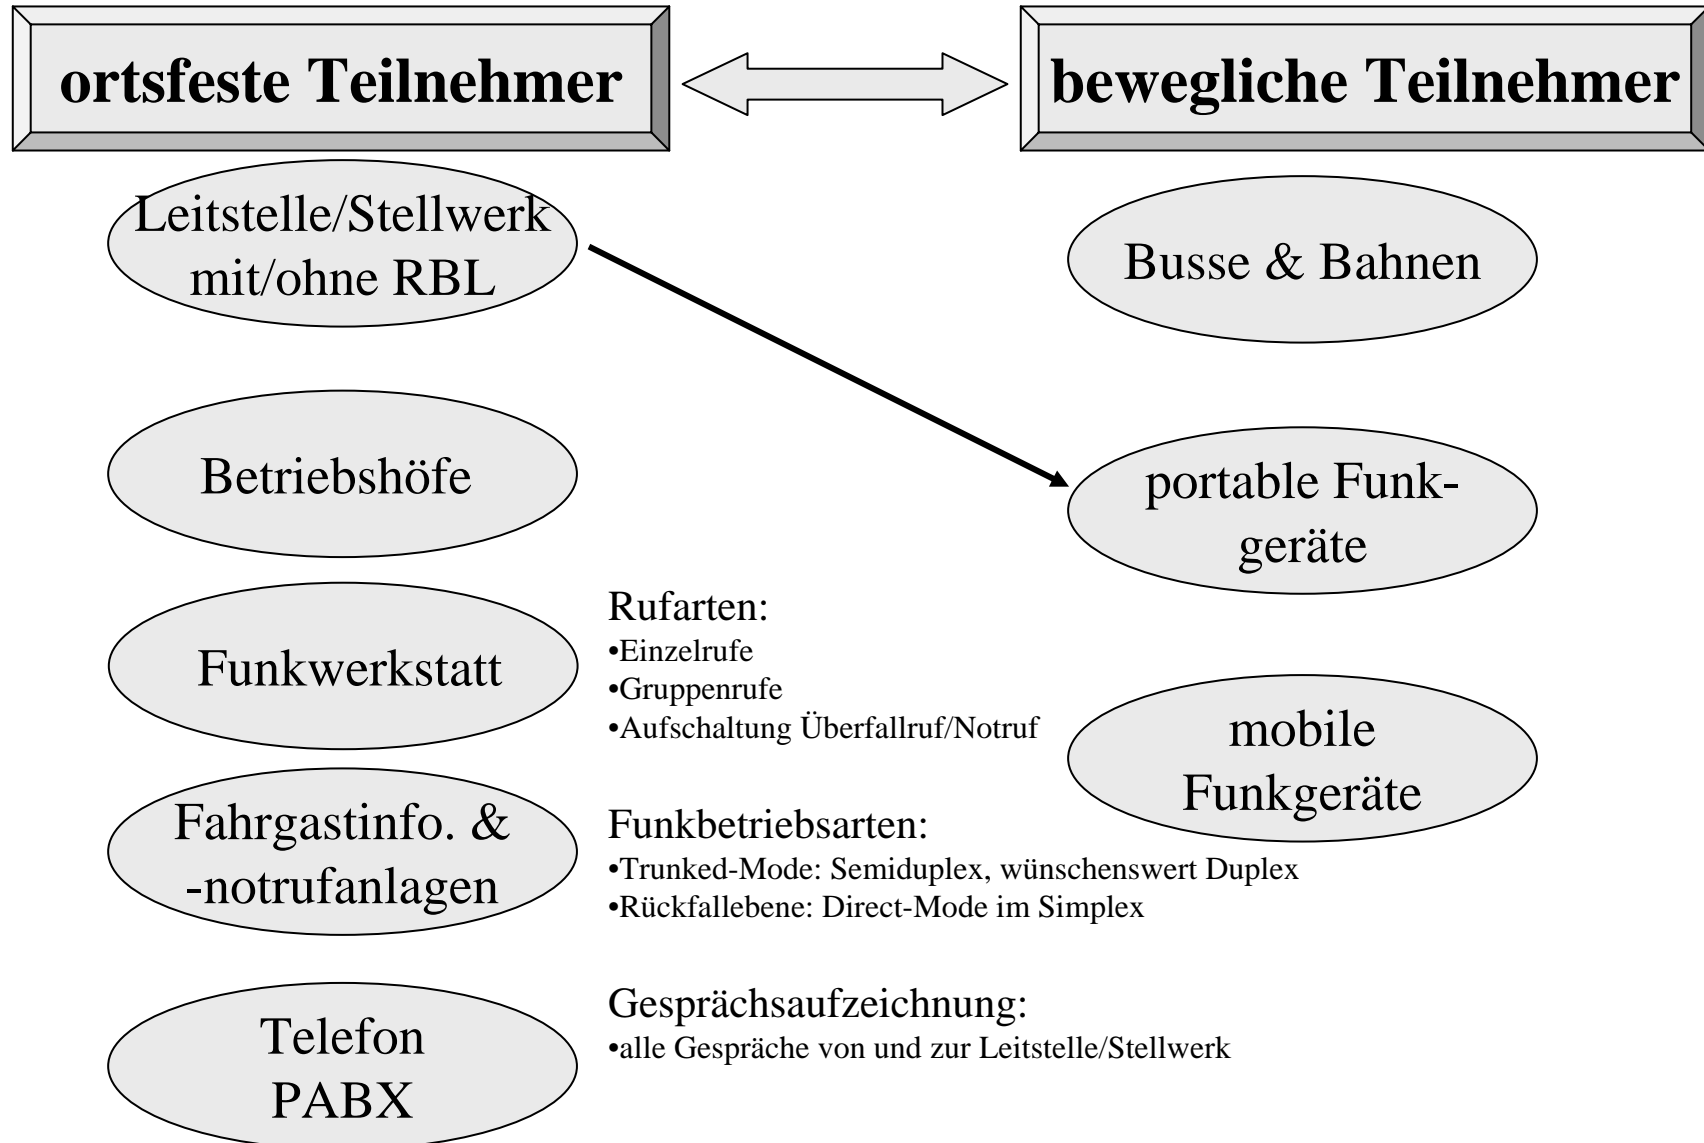 ortsfeste Teilnehmer
bewegliche Teilnehmer
Leitstelle/Stellwerk
mit/ohne RBL
Busse & Bahnen
Betriebshöfe
portable Funk-
geräte
Funkwerkstatt
Rufarten:
•Einzelrufe
•Gruppenrufe
•Aufschaltung Überfallruf/Notruf
mobile
Funkgeräte
Fahrgastinfo. &
-notrufanlagen
Funkbetriebsarten:
•Trunked-Mode: Semiduplex, wünschenswert Duplex
•Rückfallebene: Direct-Mode im Simplex
Gesprächsaufzeichnung:
•alle Gespräche von und zur Leitstelle/Stellwerk
Telefon
PABX